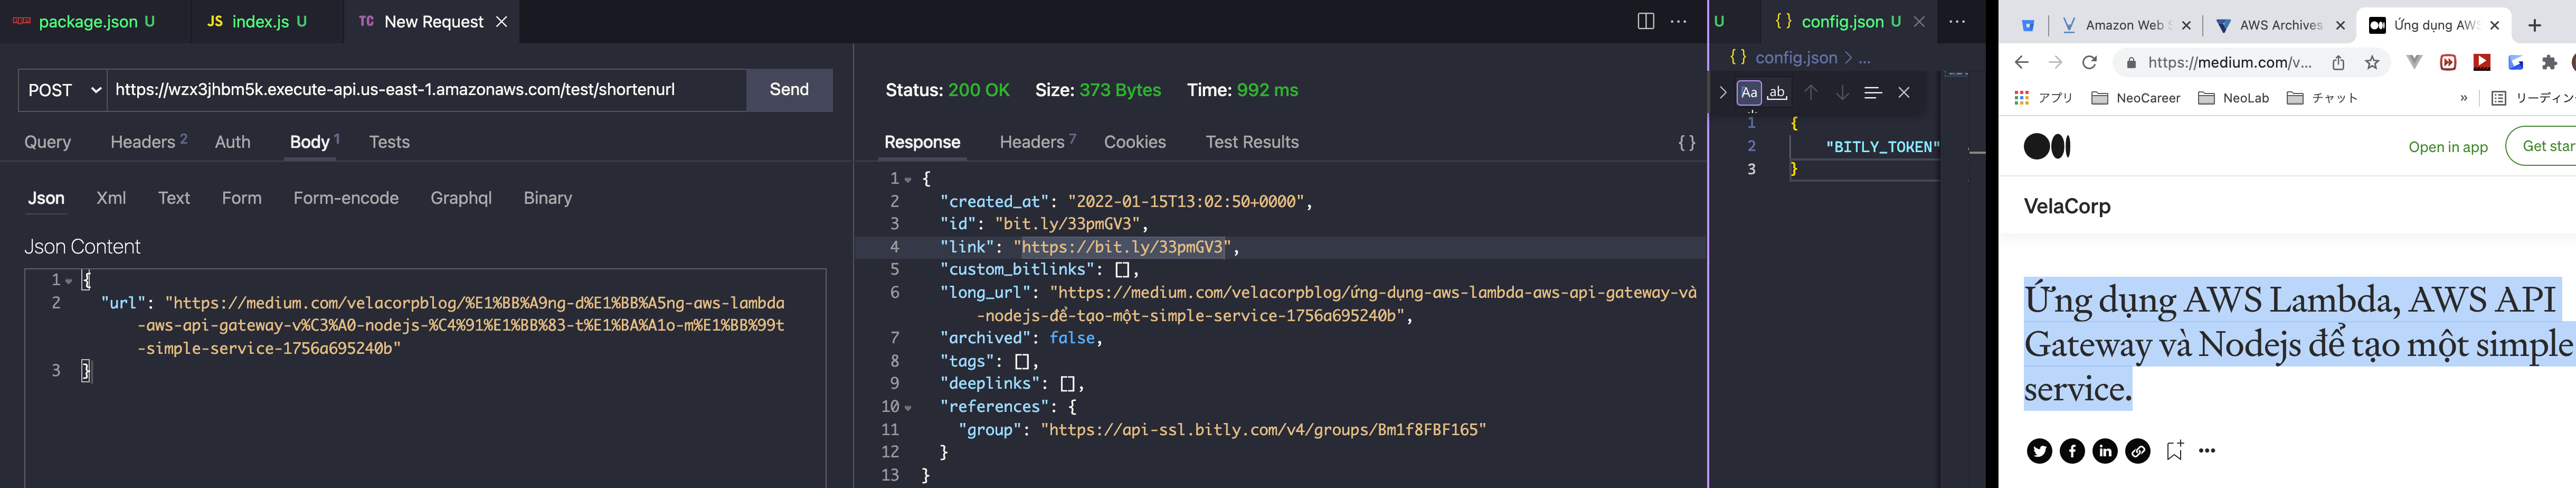 package.json U
JS index.js U
TC New Request
POST
https://wzx3jhbm5k.execute-api.us-east-1.amazonaws.com/test/shortenurl
Send
Query Headers 2 Auth Body 1 Tests
Json Xml Text Form Form-encode Graphql Binary
Json Content
1 {
2 "url": "https://medium.com/velacorpblog/%E1%BB%A9ng-d%E1%BB%A5ng-aws-lambda
-aws-api-gateway-v%C3%A0-nodejs-%C4%91%E1%BB%83-t%E1%BA%A1o-m%E1%BB%99t
-simple-service-1756a695240b"
3 }
Status: 200 OK Size: 373 Bytes Time: 992 ms
Response Headers 7 Cookies Test Results { }
1 {
2 "created_at": "2022-01-15T13:02:50+0000",
3 "id": "bit.ly/33pmGV3",
4 "link": "https://bit.ly/33pmGV3",
5 "custom_bitlinks": [],
6 "long_url": "https://medium.com/velacorpblog/ứng-dụng-aws-lambda-aws-api-gateway-và
-nodejs-để-tạo-một-simple-service-1756a695240b",
7 "archived": false,
8 "tags": [],
9 "deeplinks": [],
10 "references": {
11 "group": "https://api-ssl.bitly.com/v4/groups/Bm1f8FBF165"
12 }
13 }
U
{ } config.json U
{ } config.json > ...
Aa ab
1 {
2 "BITLY_TOKEN"
3 }
Amazon Web
AWS Archives
Ứng dụng AWS
https://medium.com/v...
アプリ NeoCareer NeoLab チャット » リーディン
Open in app
Get star
VelaCorp
Ứng dụng AWS Lambda, AWS API
Gateway và Nodejs để tạo một simple
service.